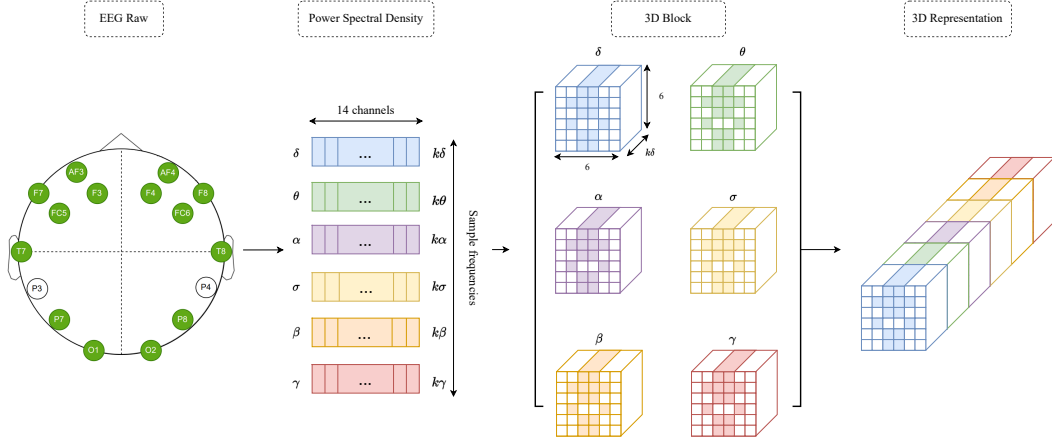 EEG Raw
Power Spectral Density
3D Block
3D Representation
AF3
AF4
F7
F3
F4
F8
FC5
FC6
T7
T8
P3
P4
P7
P8
O1
O2
14 channels
δ
...
kδ
θ
...
kθ
α
...
kα
σ
...
kσ
β
...
kβ
γ
...
kγ
Sample frequencies
δ
6
6
kδ
θ
α
σ
β
γ